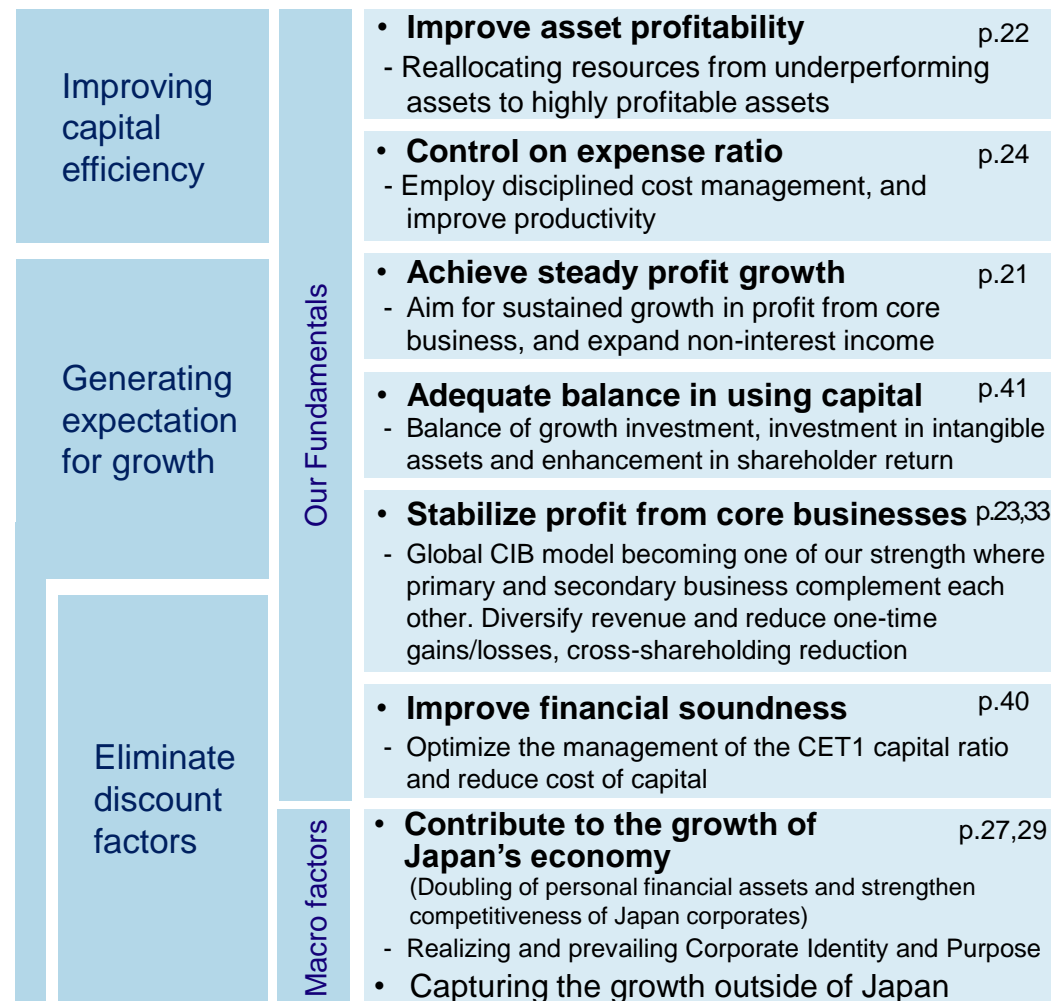 Improving
capital
efficiency
Generating
expectation
for growth
Eliminate
discount
factors
Our Fundamentals
Macro factors
• Improve asset profitability p.22
- Reallocating resources from underperforming
assets to highly profitable assets
• Control on expense ratio p.24
- Employ disciplined cost management, and
improve productivity
• Achieve steady profit growth p.21
- Aim for sustained growth in profit from core
business, and expand non-interest income
• Adequate balance in using capital p.41
- Balance of growth investment, investment in intangible
assets and enhancement in shareholder return
• Stabilize profit from core businesses p.23,33
- Global CIB model becoming one of our strength where
primary and secondary business complement each
other. Diversify revenue and reduce one-time
gains/losses, cross-shareholding reduction
• Improve financial soundness p.40
- Optimize the management of the CET1 capital ratio
and reduce cost of capital
• Contribute to the growth of p.27,29
Japan's economy
(Doubling of personal financial assets and strengthen
competitiveness of Japan corporates)
- Realizing and prevailing Corporate Identity and Purpose
• Capturing the growth outside of Japan